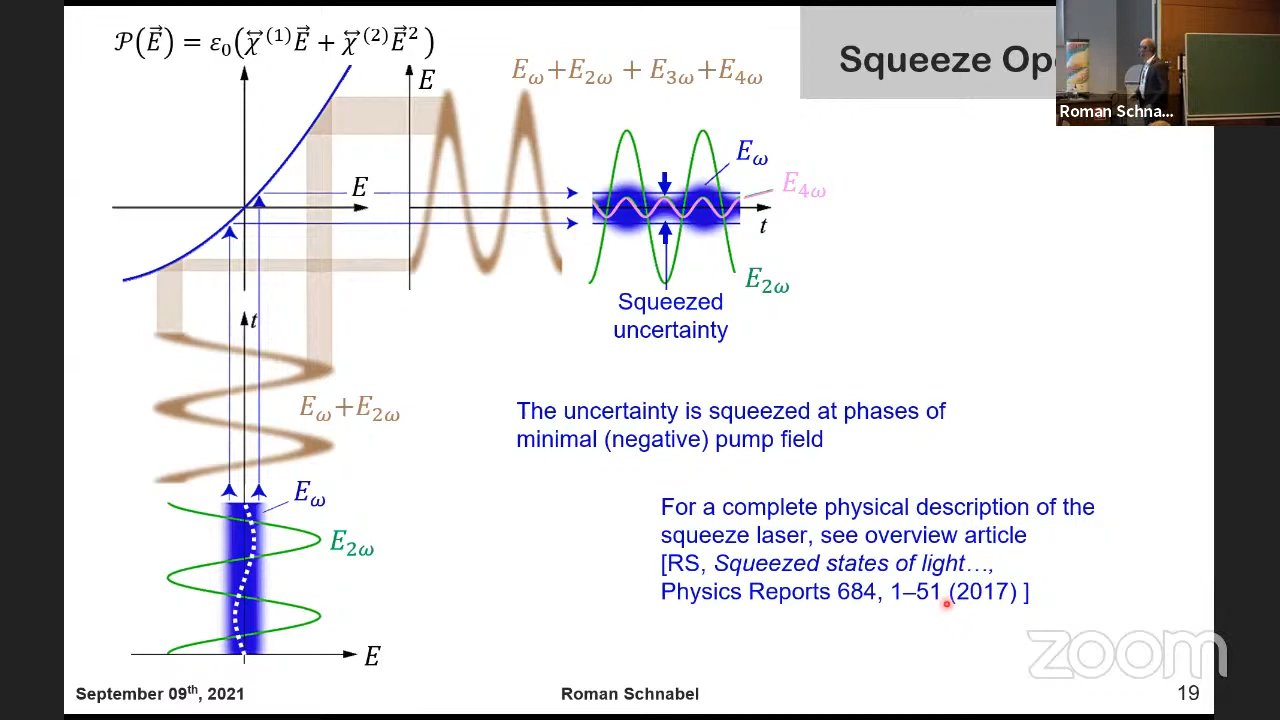 𝒫(E⃗) = ε₀(χ⃡⁽¹⁾E⃗ + χ⃡⁽²⁾E⃗²)
E
E_ω+E_2ω + E_3ω+E_4ω
Squeeze Op
Roman Schna...
E
E_ω
E_4ω
t
E_2ω
Squeezed
uncertainty
t
E_ω+E_2ω
The uncertainty is squeezed at phases of
minimal (negative) pump field
E_ω
E_2ω
For a complete physical description of the
squeeze laser, see overview article
[RS, Squeezed states of light…,
Physics Reports 684, 1–51 (2017) ]
E
zoom
September 09th, 2021
Roman Schnabel
19